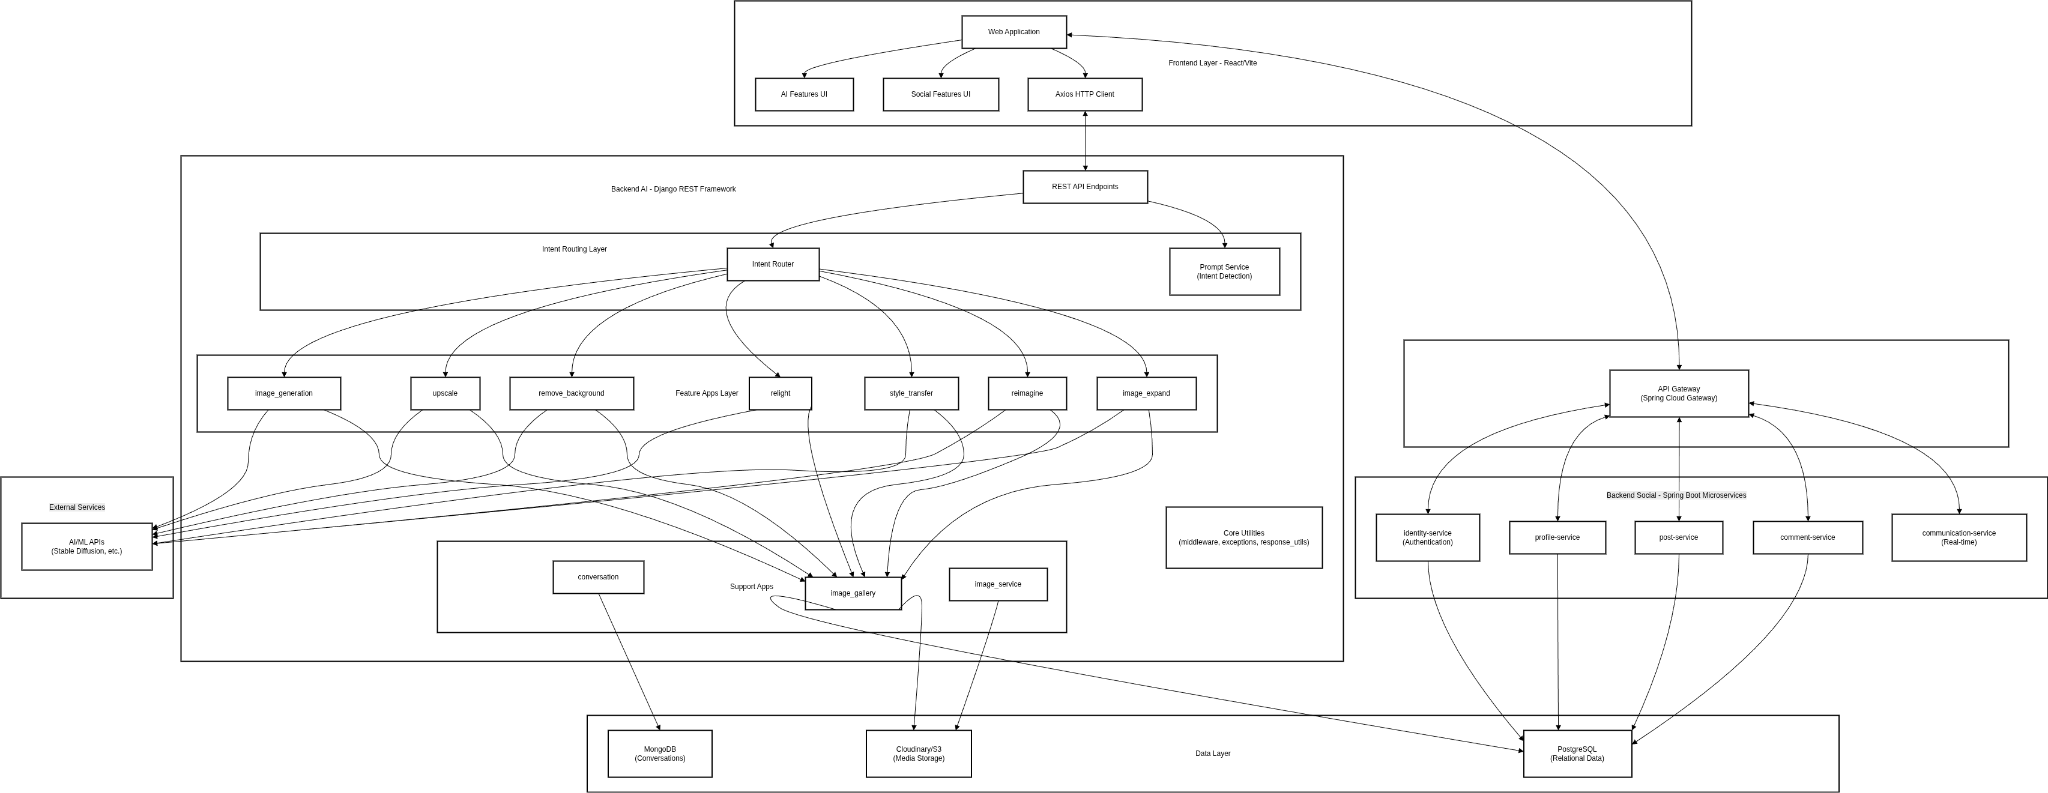 Web Application
Frontend Layer - React/Vite
AI Features UI
Social Features UI
Axios HTTP Client
Backend AI - Django REST Framework
REST API Endpoints
Intent Routing Layer
Intent Router
Prompt Service
(Intent Detection)
image_generation
upscale
remove_background
Feature Apps Layer
relight
style_transfer
reimagine
image_expand
API Gateway
(Spring Cloud Gateway)
External Services
AI/ML APIs
(Stable Diffusion, etc.)
Backend Social - Spring Boot Microservices
identity-service
(Authentication)
profile-service
post-service
comment-service
communication-service
(Real-time)
Core Utilities
(middleware, exceptions, response_utils)
conversation
Support Apps
image_gallery
image_service
MongoDB
(Conversations)
Cloudinary/S3
(Media Storage)
Data Layer
PostgreSQL
(Relational Data)